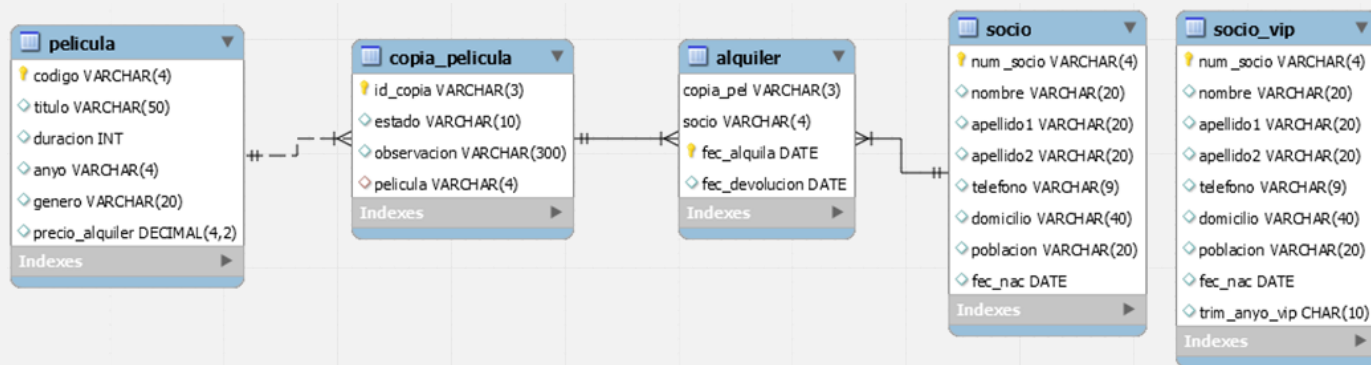 pelicula
codigo VARCHAR(4)
titulo VARCHAR(50)
duracion INT
anyo VARCHAR(4)
genero VARCHAR(20)
precio_alquiler DECIMAL(4,2)
Indexes
copia_pelicula
id_copia VARCHAR(3)
estado VARCHAR(10)
observacion VARCHAR(300)
pelicula VARCHAR(4)
Indexes
alquiler
copia_pel VARCHAR(3)
socio VARCHAR(4)
fec_alquila DATE
fec_devolucion DATE
Indexes
socio
num_socio VARCHAR(4)
nombre VARCHAR(20)
apellido1 VARCHAR(20)
apellido2 VARCHAR(20)
telefono VARCHAR(9)
domicilio VARCHAR(40)
poblacion VARCHAR(20)
fec_nac DATE
Indexes
socio_vip
num_socio VARCHAR(4)
nombre VARCHAR(20)
apellido1 VARCHAR(20)
apellido2 VARCHAR(20)
telefono VARCHAR(9)
domicilio VARCHAR(40)
poblacion VARCHAR(20)
fec_nac DATE
trim_anyo_vip CHAR(10)
Indexes